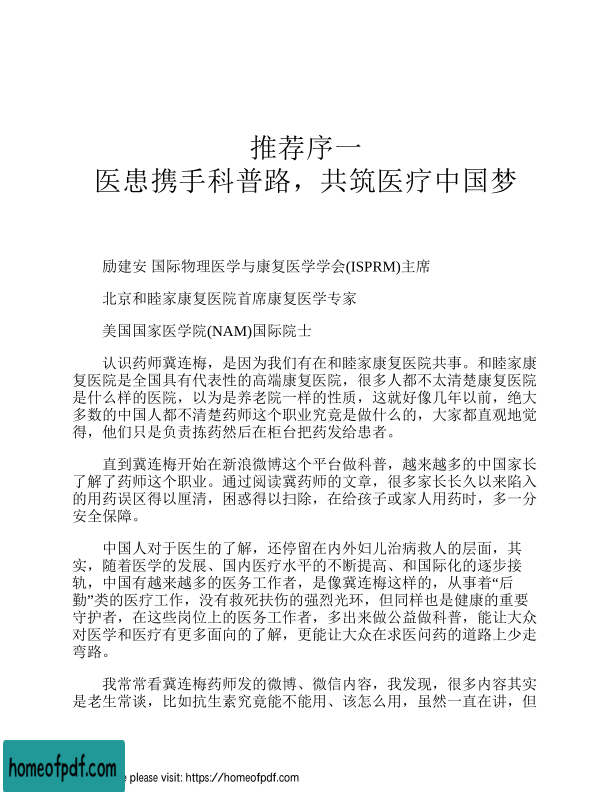 推荐序一
医患携手科普路，共筑医疗中国梦
励建安 国际物理医学与康复医学学会(ISPRM)主席
北京和睦家康复医院首席康复医学专家
美国国家医学院(NAM)国际院士
认识药师冀连梅，是因为我们有在和睦家康复医院共事。和睦家康
复医院是全国具有代表性的高端康复医院，很多人都不太清楚康复医院
是什么样的医院，以为是养老院一样的性质，这就好像几年以前，绝大
多数的中国人都不清楚药师这个职业究竟是做什么的，大家都直观地觉
得，他们只是负责拣药然后在柜台把药发给患者。
直到冀连梅开始在新浪微博这个平台做科普，越来越多的中国家长
了解了药师这个职业。通过阅读冀药师的文章，很多家长长久以来陷入
的用药误区得以厘清，困惑得以扫除，在给孩子或家人用药时，多一分
安全保障。
中国人对于医生的了解，还停留在内外妇儿治病救人的层面，其
实，随着医学的发展、国内医疗水平的不断提高、和国际化的逐步接
轨，中国有越来越多的医务工作者，是像冀连梅这样的，从事着“后
勤”类的医疗工作，没有救死扶伤的强烈光环，但同样也是健康的重要
守护者，在这些岗位上的医务工作者，多出来做公益做科普，能让大众
对医学和医疗有更多面向的了解，更能让大众在求医问药的道路上少走
弯路。
我常常看冀连梅药师发的微博、微信内容，我发现，很多内容其实
是老生常谈，比如抗生素究竟能不能用、该怎么用，虽然一直在讲，但
homeofpdf.com
e please visit: https://homeofpdf.com